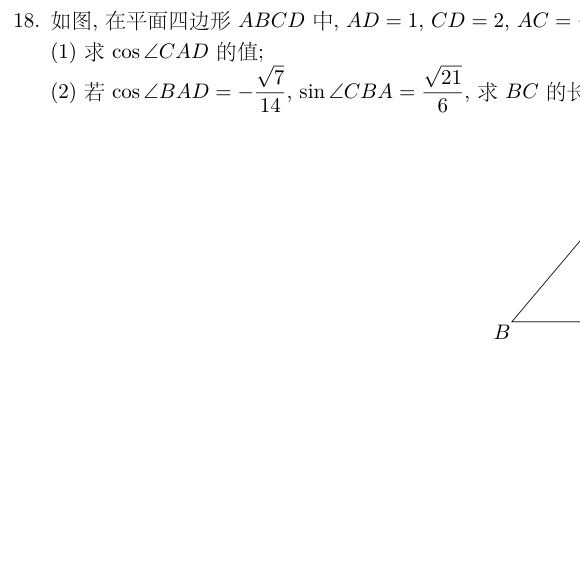 18. 如图, 在平面四边形 ABCD 中, AD = 1, CD = 2, AC =
(1) 求 cos∠CAD 的值;
(2) 若 cos∠BAD = −√7/14, sin∠CBA = √21/6, 求 BC 的
B